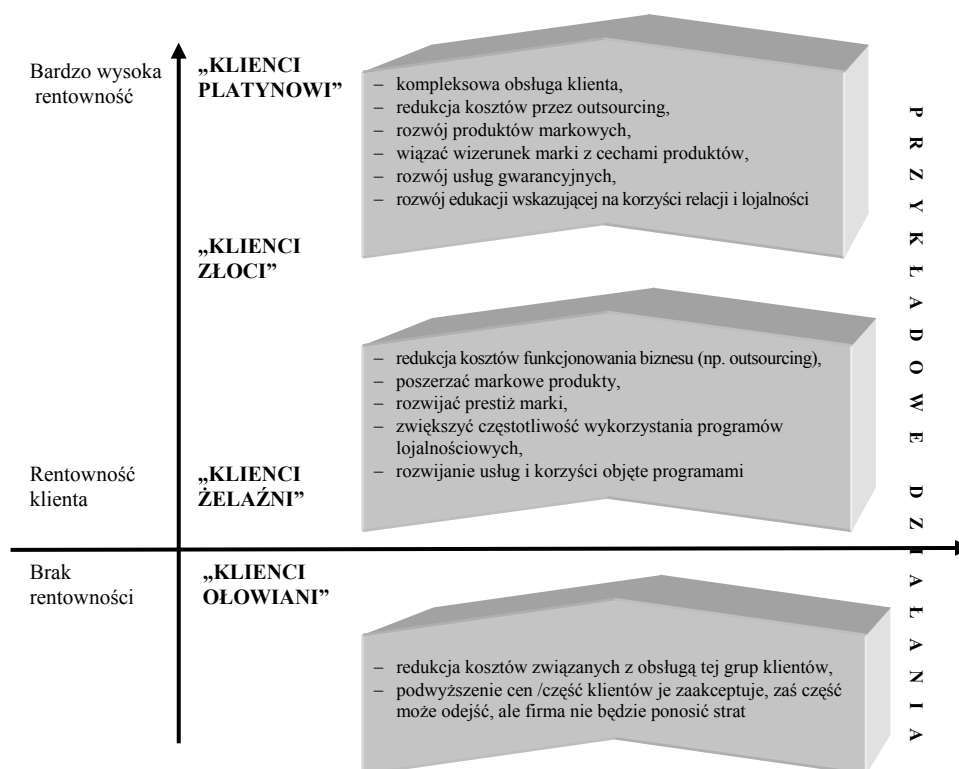 Bardzo wysoka
rentowność
„KLIENCI
PLATYNOWI”
– kompleksowa obsługa klienta,
– redukcja kosztów przez outsourcing,
– rozwój produktów markowych,
– wiązać wizerunek marki z cechami produktów,
– rozwój usług gwarancyjnych,
– rozwój edukacji wskazującej na korzyści relacji i lojalności
„KLIENCI
ZŁOCI”
– redukcja kosztów funkcjonowania biznesu (np. outsourcing),
– poszerzać markowe produkty,
– rozwijać prestiż marki,
– zwiększyć częstotliwość wykorzystania programów
lojalnościowych,
– rozwijanie usług i korzyści objęte programami
Rentowność
klienta
„KLIENCI
ŻELAŹNI”
Brak
rentowności
„KLIENCI
OŁOWIANI”
– redukcja kosztów związanych z obsługą tej grup klientów,
– podwyższenie cen /część klientów je zaakceptuje, zaś część
może odejść, ale firma nie będzie ponosić strat
PRZYKŁADOWE DZIAŁANIA